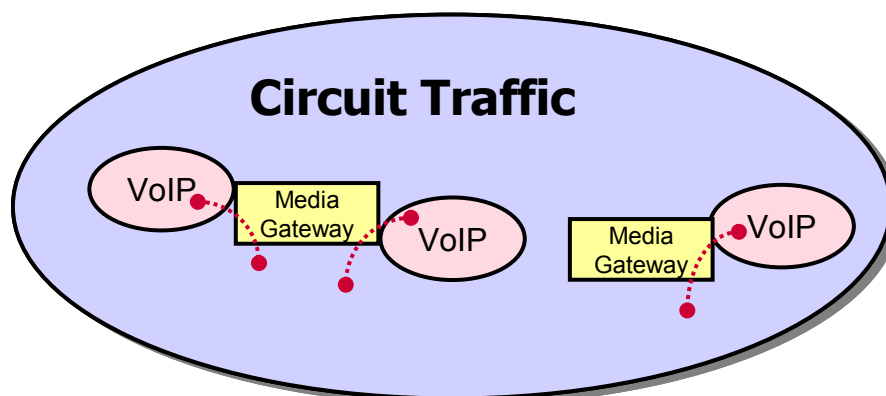 Circuit Traffic
VoIP
Media
Gateway
VoIP
Media
Gateway
VoIP